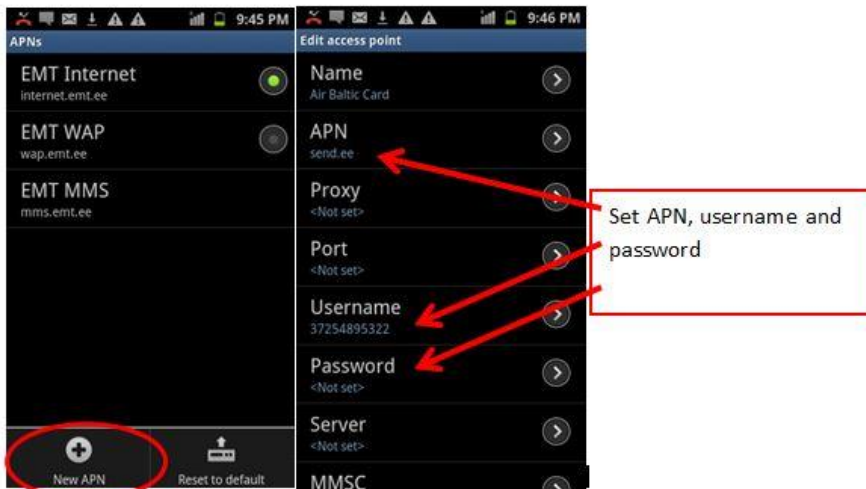 9:45 PM
APNs
EMT Internet
internet.emt.ee
EMT WAP
wap.emt.ee
EMT MMS
mms.emt.ee
New APN
Reset to default
9:46 PM
Edit access point
Name
Air Baltic Card
APN
send.ee
Proxy
<Not set>
Port
<Not set>
Username
37254895322
Password
<Not set>
Server
<Not set>
MMSC
Set APN, username and
password